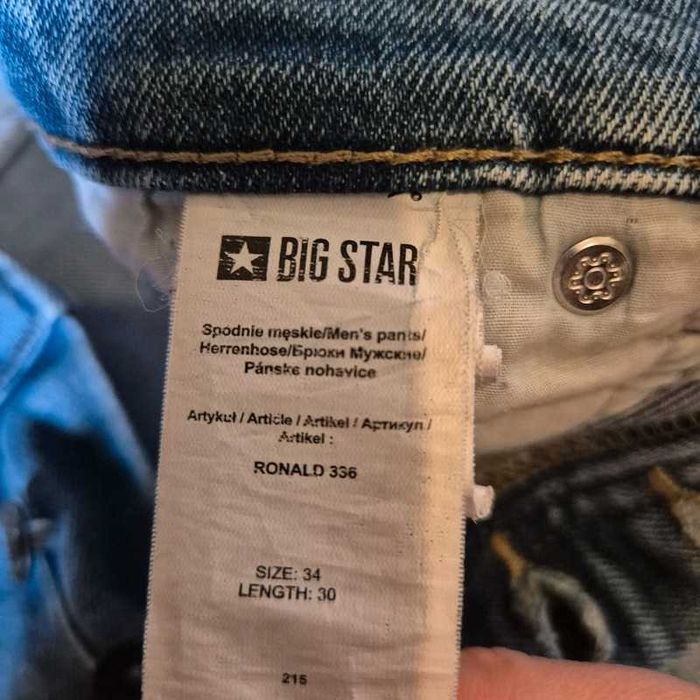 BIG STAR
Spodnie męskie/Men's pants/
Herrenhose/Брюки Мужские/
Pánske nohavice
Artykuł / Article / Artikel / Артикул /
Artikel :
RONALD 336
SIZE: 34
LENGTH: 30
215